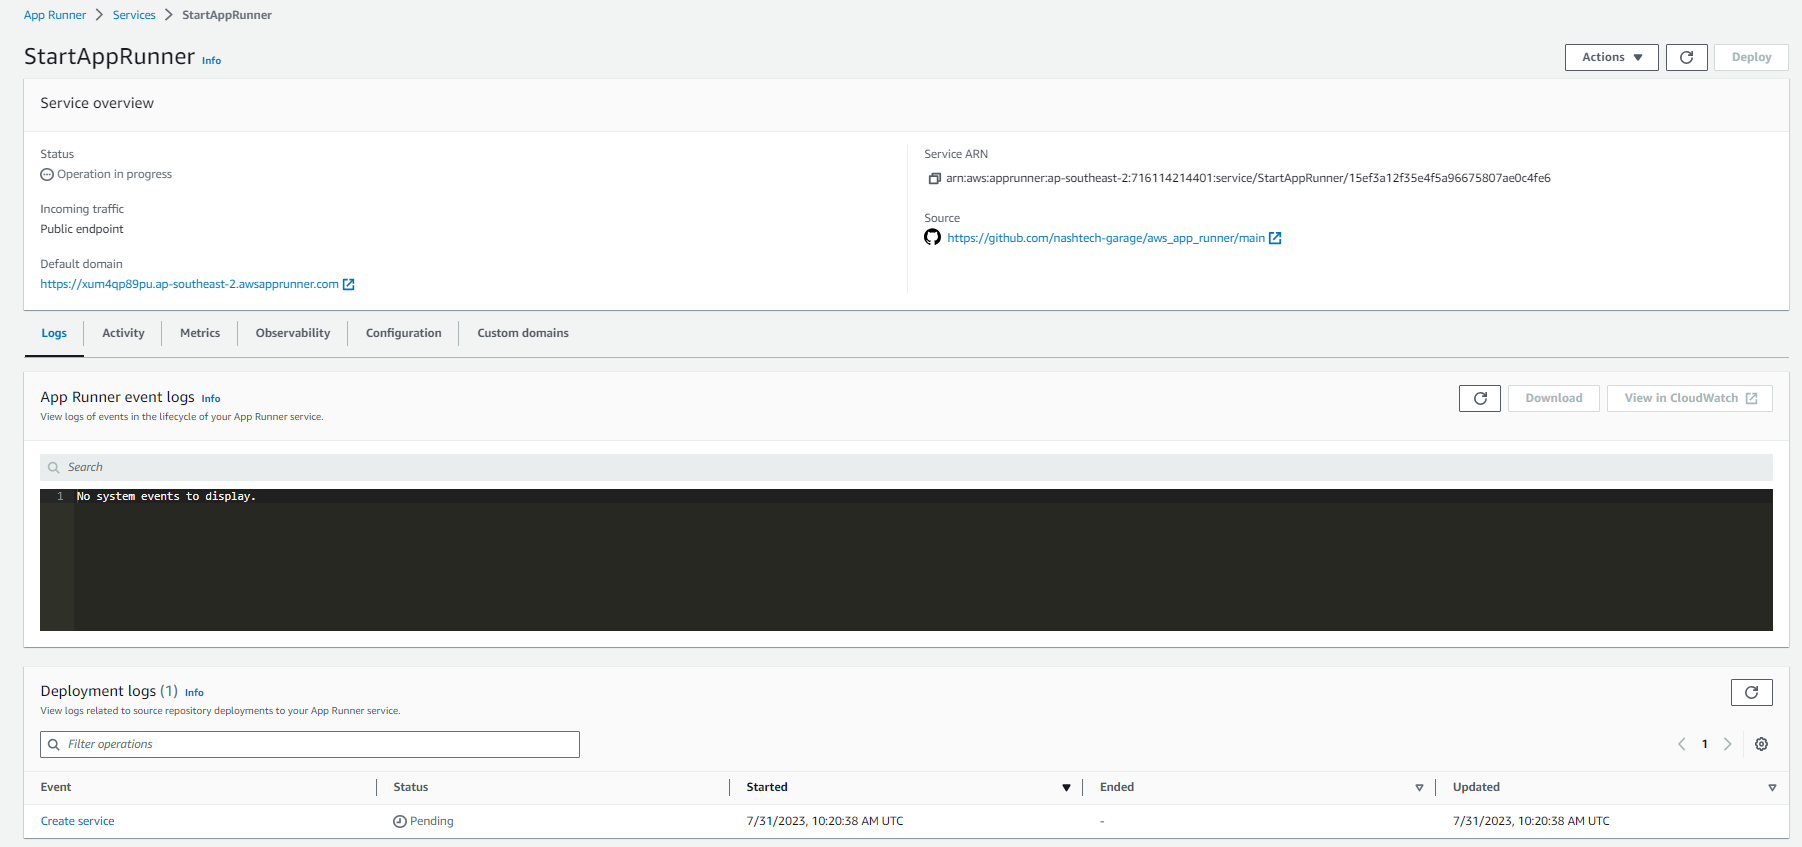 App Runner > Services > StartAppRunner
StartAppRunner Info
Actions Deploy
Service overview
Status
Operation in progress
Incoming traffic
Public endpoint
Default domain
https://xum4qp89pu.ap-southeast-2.awsapprunner.com
Service ARN
arn:aws:apprunner:ap-southeast-2:716114214401:service/StartAppRunner/15ef3a12f35e4f5a96675807ae0c4fe6
Source
https://github.com/nashtech-garage/aws_app_runner/main
Logs Activity Metrics Observability Configuration Custom domains
App Runner event logs Info
View logs of events in the lifecycle of your App Runner service.
Download View in CloudWatch
Search
1 No system events to display.
Deployment logs (1) Info
View logs related to source repository deployments to your App Runner service.
Filter operations
< 1 >
Event Status Started Ended Updated
Create service Pending 7/31/2023, 10:20:38 AM UTC - 7/31/2023, 10:20:38 AM UTC